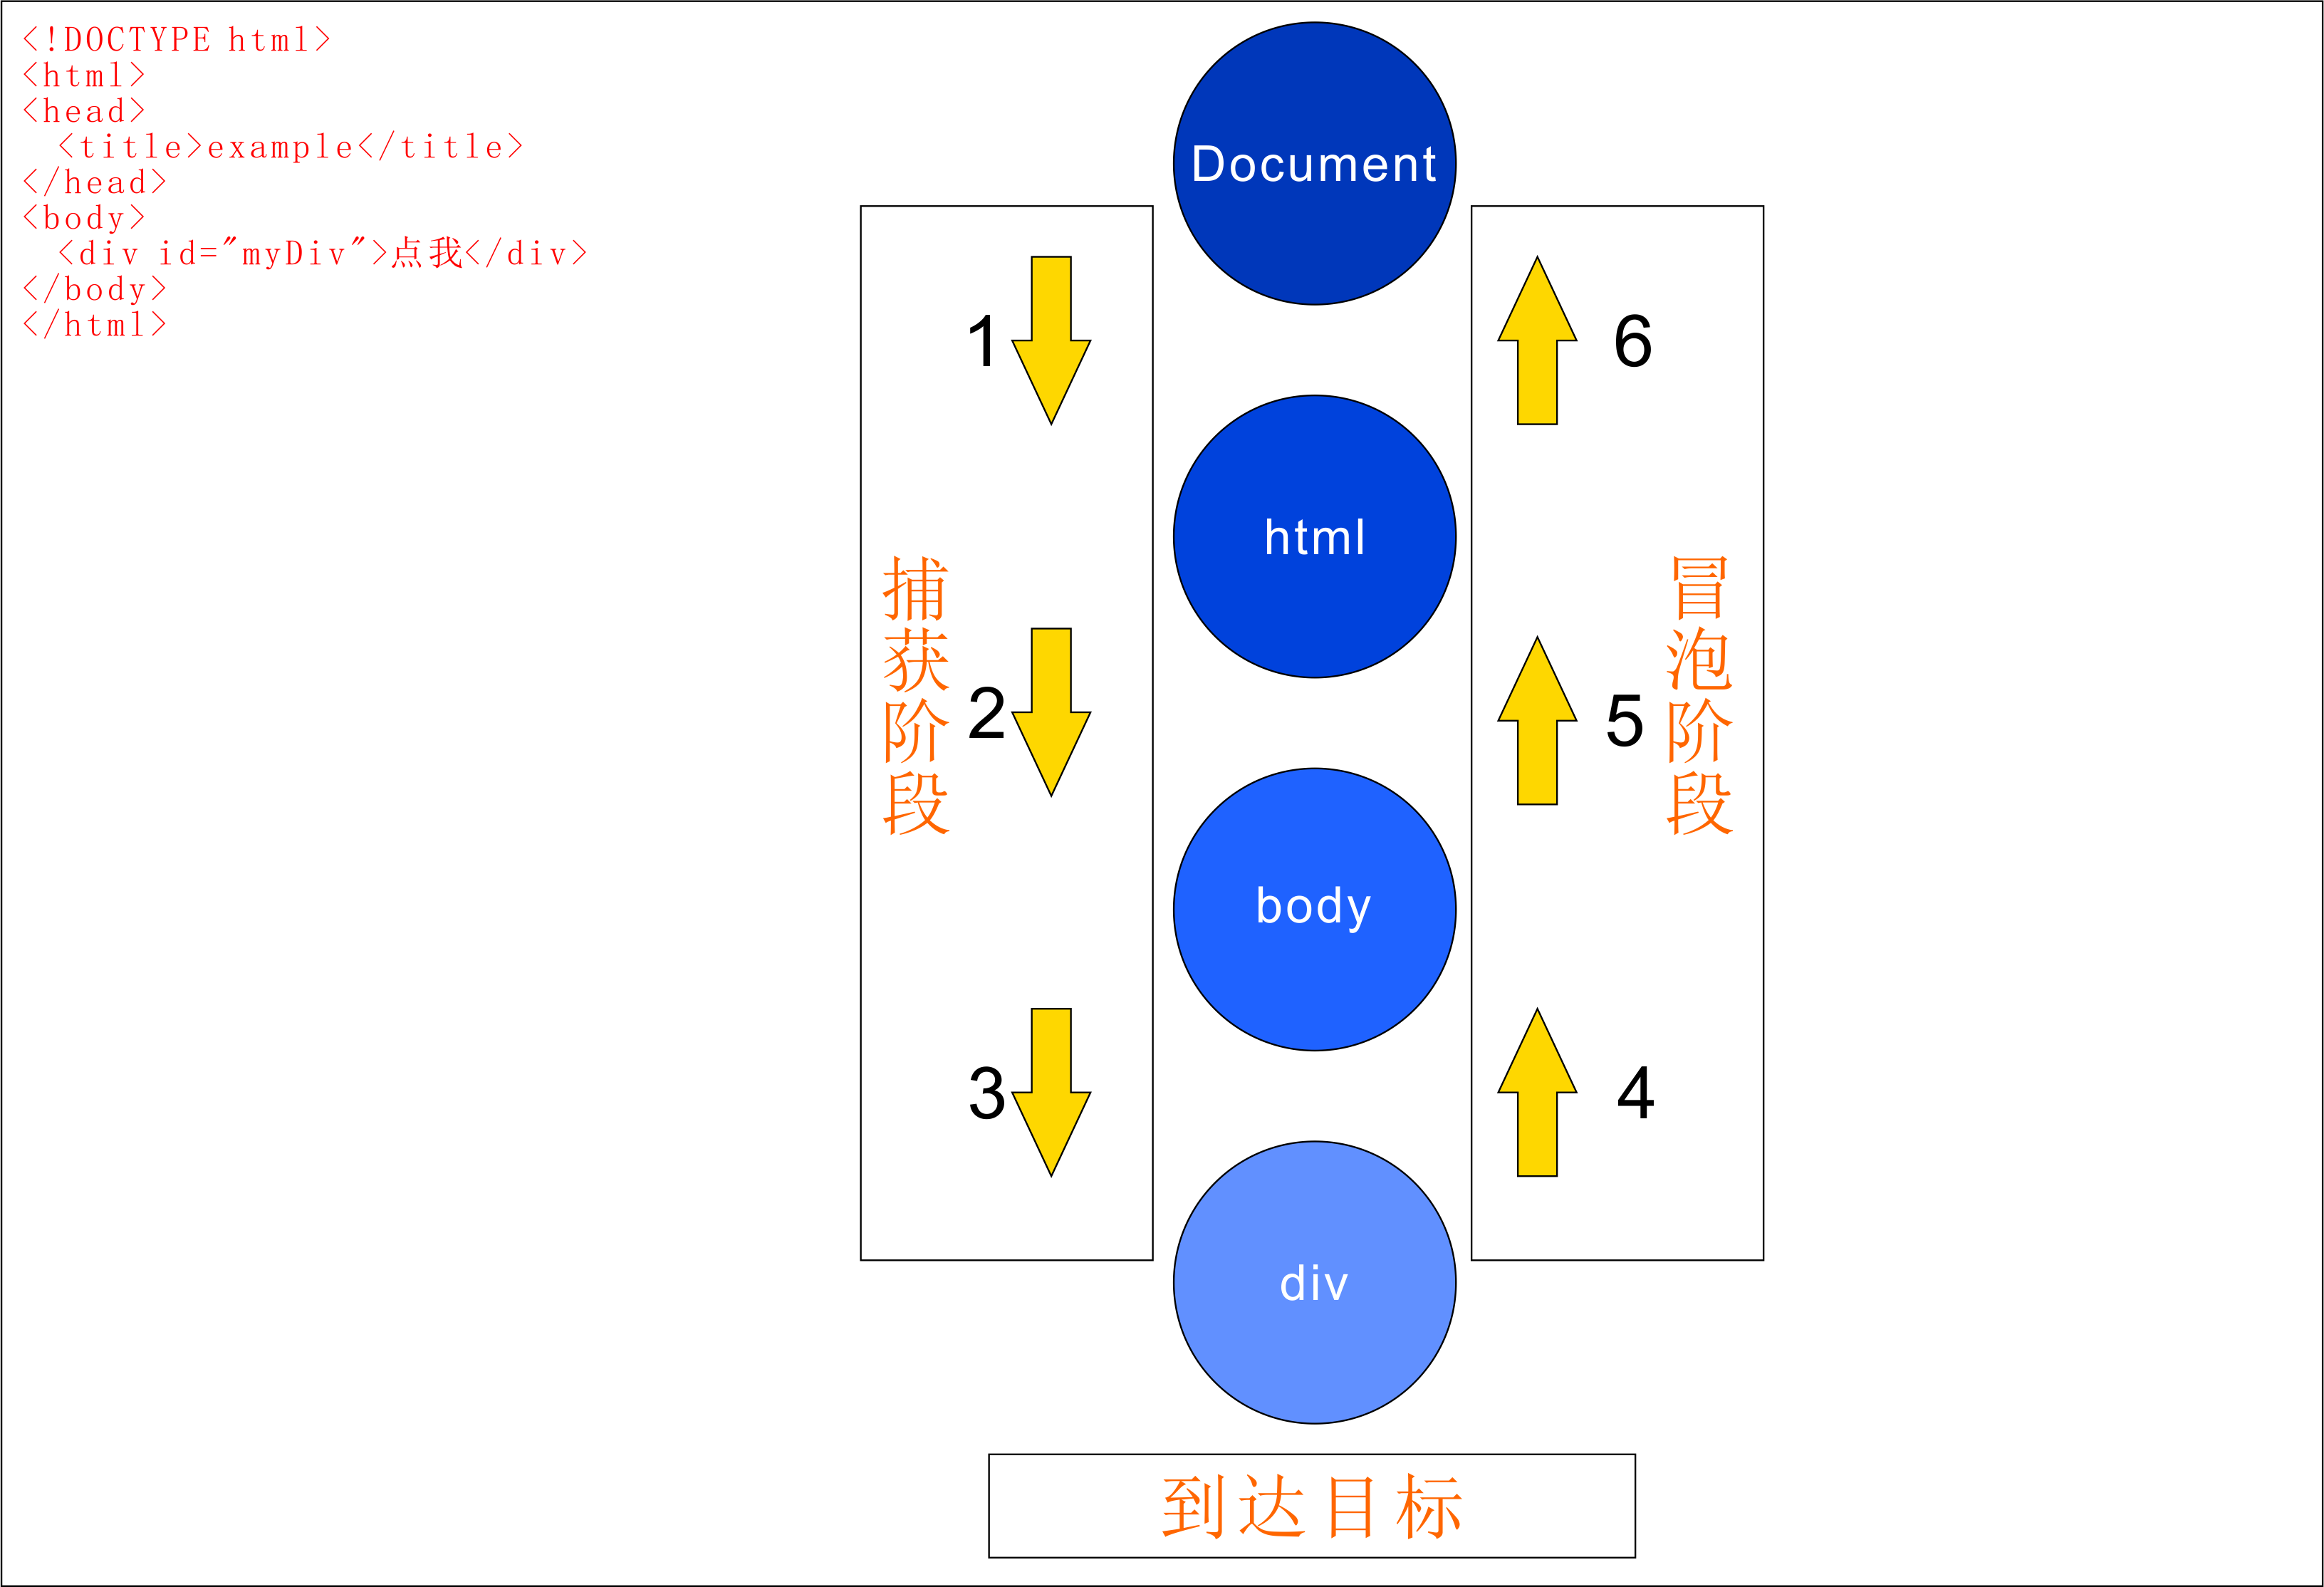 <!DOCTYPE html>
<html>
<head>
  <title>example</title>
</head>
<body>
  <div id="myDiv">点我</div>
</body>
</html>
Document
1
6
html
捕获阶段
冒泡阶段
2
5
body
3
4
div
到达目标